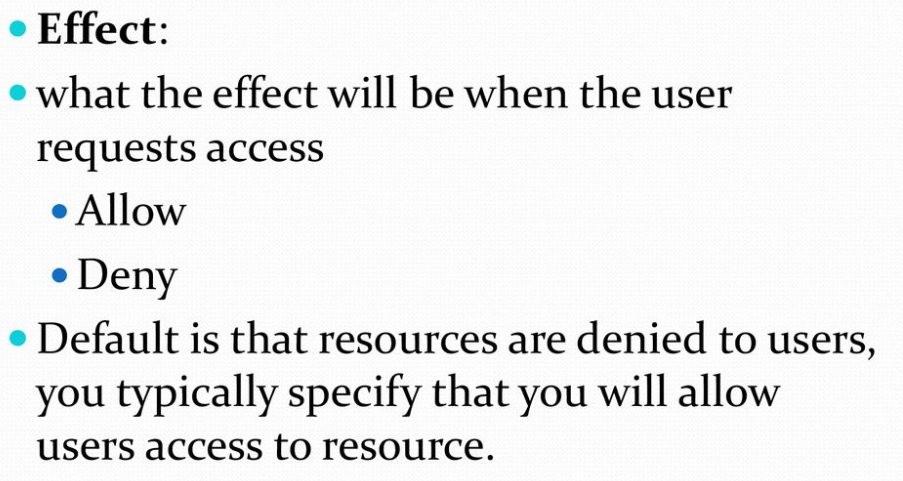 Effect:
what the effect will be when the user
requests access
Allow
Deny
Default is that resources are denied to users,
you typically specify that you will allow
users access to resource.